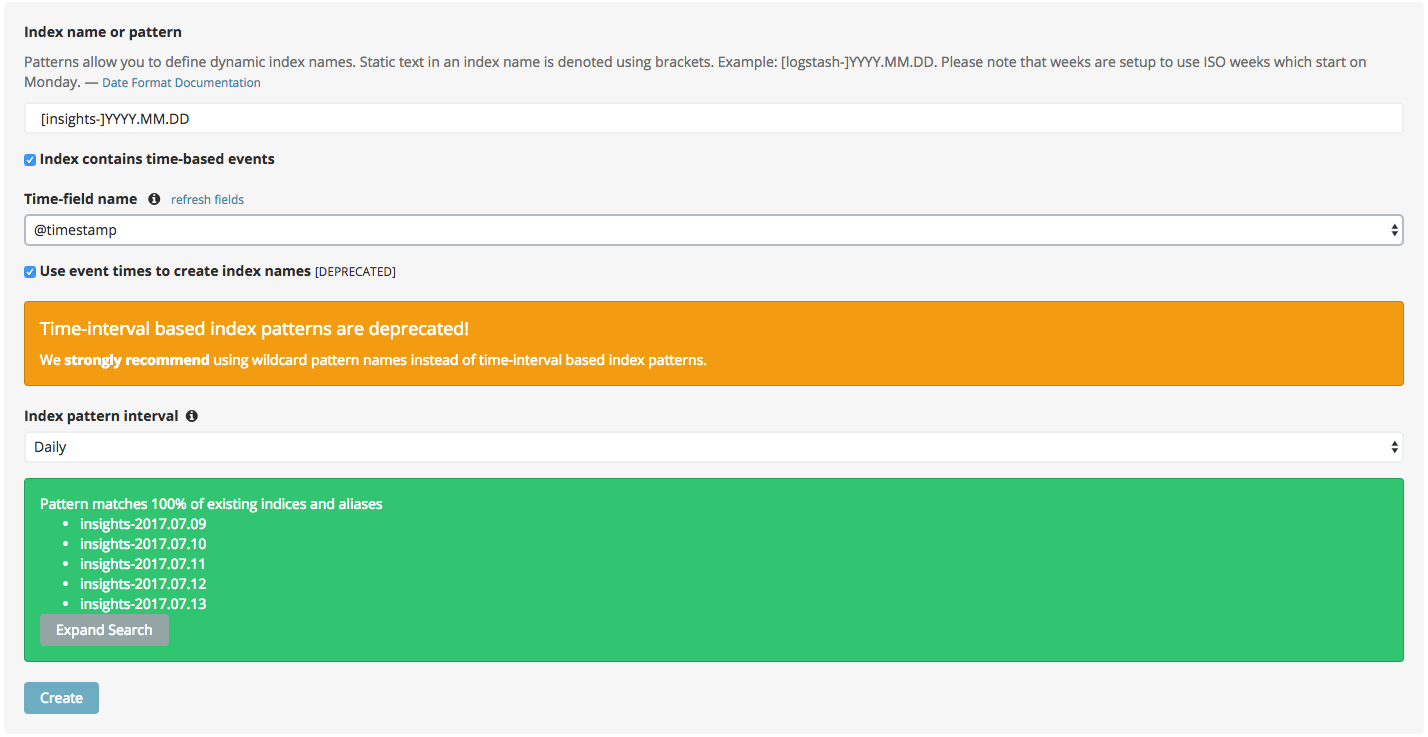 Index name or pattern
Patterns allow you to define dynamic index names. Static text in an index name is denoted using brackets. Example: [logstash-]YYYY.MM.DD. Please note that weeks are setup to use ISO weeks which start on
Monday. — Date Format Documentation
[insights-]YYYY.MM.DD
Index contains time-based events
Time-field name refresh fields
@timestamp
Use event times to create index names [DEPRECATED]
Time-interval based index patterns are deprecated!
We strongly recommend using wildcard pattern names instead of time-interval based index patterns.
Index pattern interval
Daily
Pattern matches 100% of existing indices and aliases
• insights-2017.07.09
• insights-2017.07.10
• insights-2017.07.11
• insights-2017.07.12
• insights-2017.07.13
Expand Search
Create